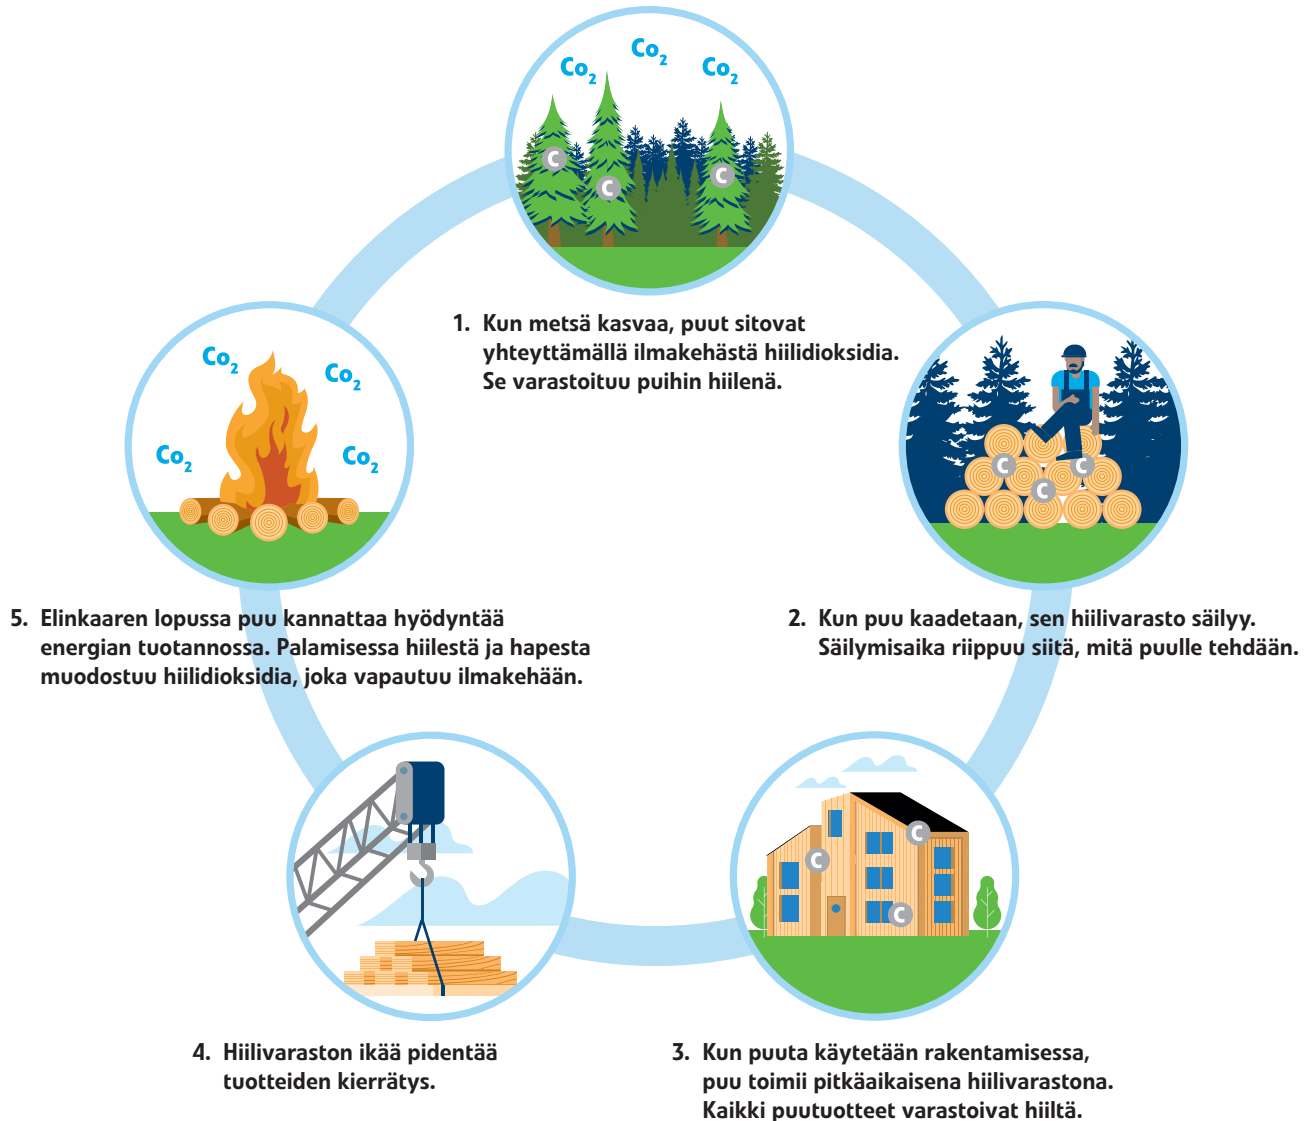 Co₂
Co₂
Co₂
C
C
C
1. Kun metsä kasvaa, puut sitovat
yhteyttämällä ilmakehästä hiilidioksidia.
Se varastoituu puihin hiilenä.
C
C
C
2. Kun puu kaadetaan, sen hiilivarasto säilyy.
Säilymisaika riippuu siitä, mitä puulle tehdään.
C
C
C
3. Kun puuta käytetään rakentamisessa,
puu toimii pitkäaikaisena hiilivarastona.
Kaikki puutuotteet varastoivat hiiltä.
4. Hiilivaraston ikää pidentää
tuotteiden kierrätys.
Co₂
Co₂
Co₂
Co₂
5. Elinkaaren lopussa puu kannattaa hyödyntää
energian tuotannossa. Palamisessa hiilestä ja hapesta
muodostuu hiilidioksidia, joka vapautuu ilmakehään.